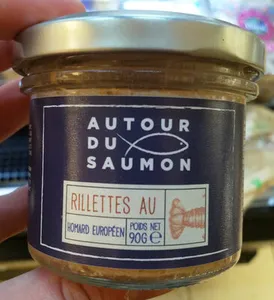 AUTOUR
DU
SAUMON
RILLETTES AU
HOMARD EUROPÉEN
POIDS NET
90G ℮